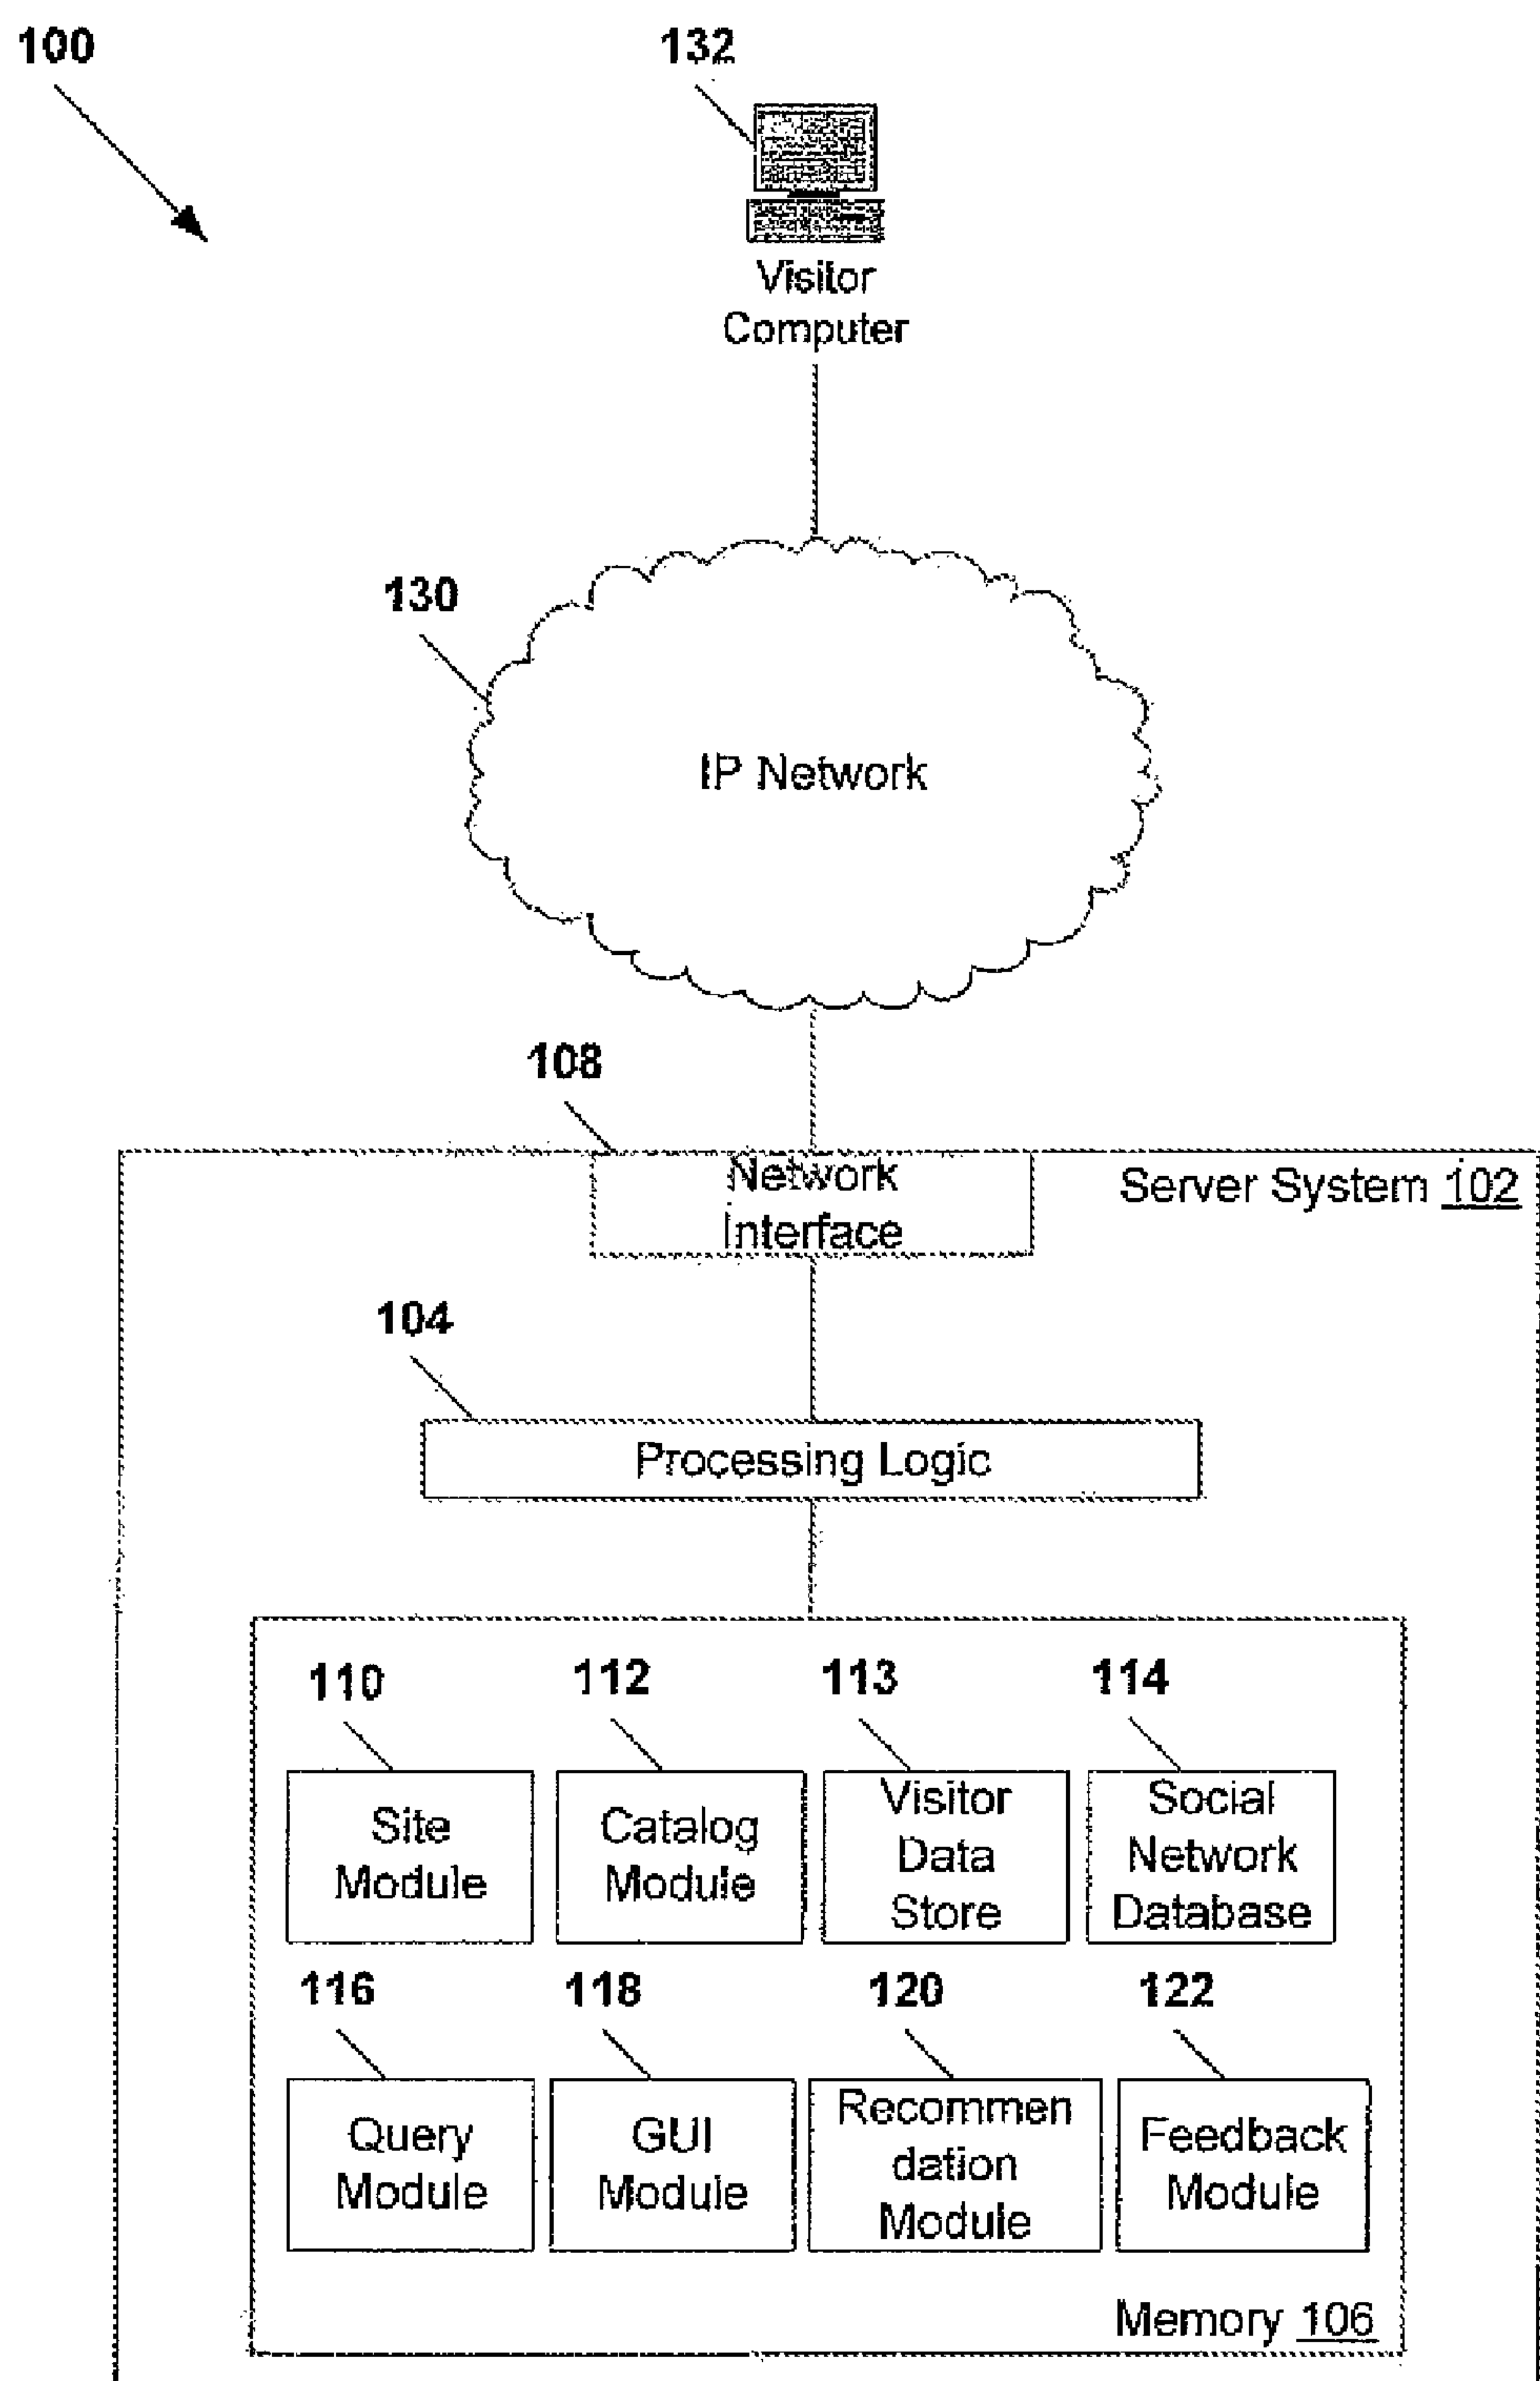 100
132
Visitor
Computer
130
IP Network
108
Network
Interface
Server System 102
104
Processing Logic
110
112
113
114
Site
Module
Catalog
Module
Visitor
Data
Store
Social
Network
Database
116
118
120
122
Query
Module
GUI
Module
Recommen
dation
Module
Feedback
Module
Memory 106